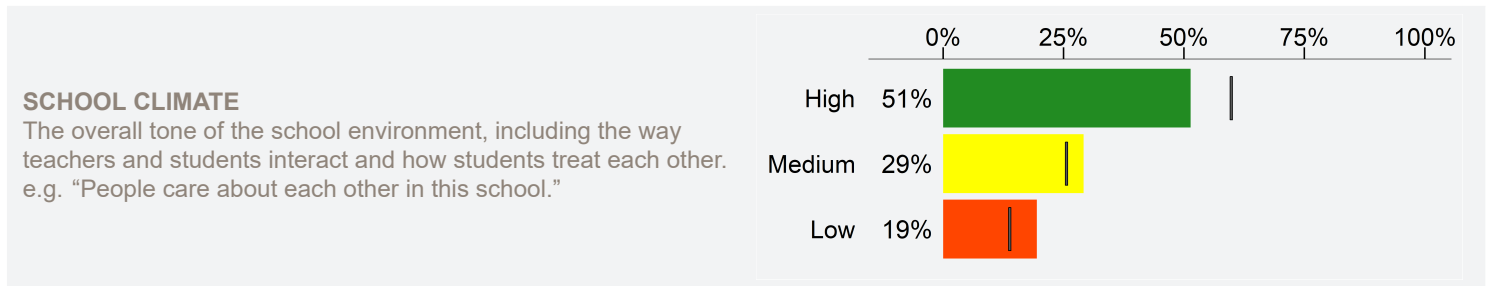 SCHOOL CLIMATE
The overall tone of the school environment, including the way
teachers and students interact and how students treat each other.
e.g. “People care about each other in this school.”
0% 25% 50% 75% 100%
High 51%
Medium 29%
Low 19%